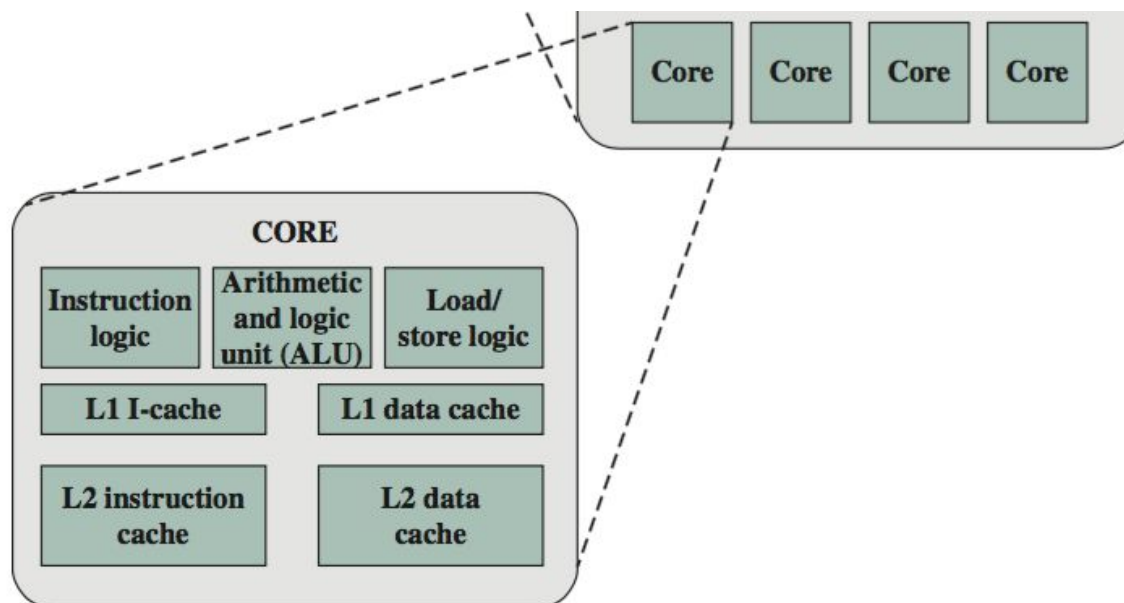 Core Core Core Core
CORE
Instruction
logic
Arithmetic
and logic
unit (ALU)
Load/
store logic
L1 I-cache
L1 data cache
L2 instruction
cache
L2 data
cache